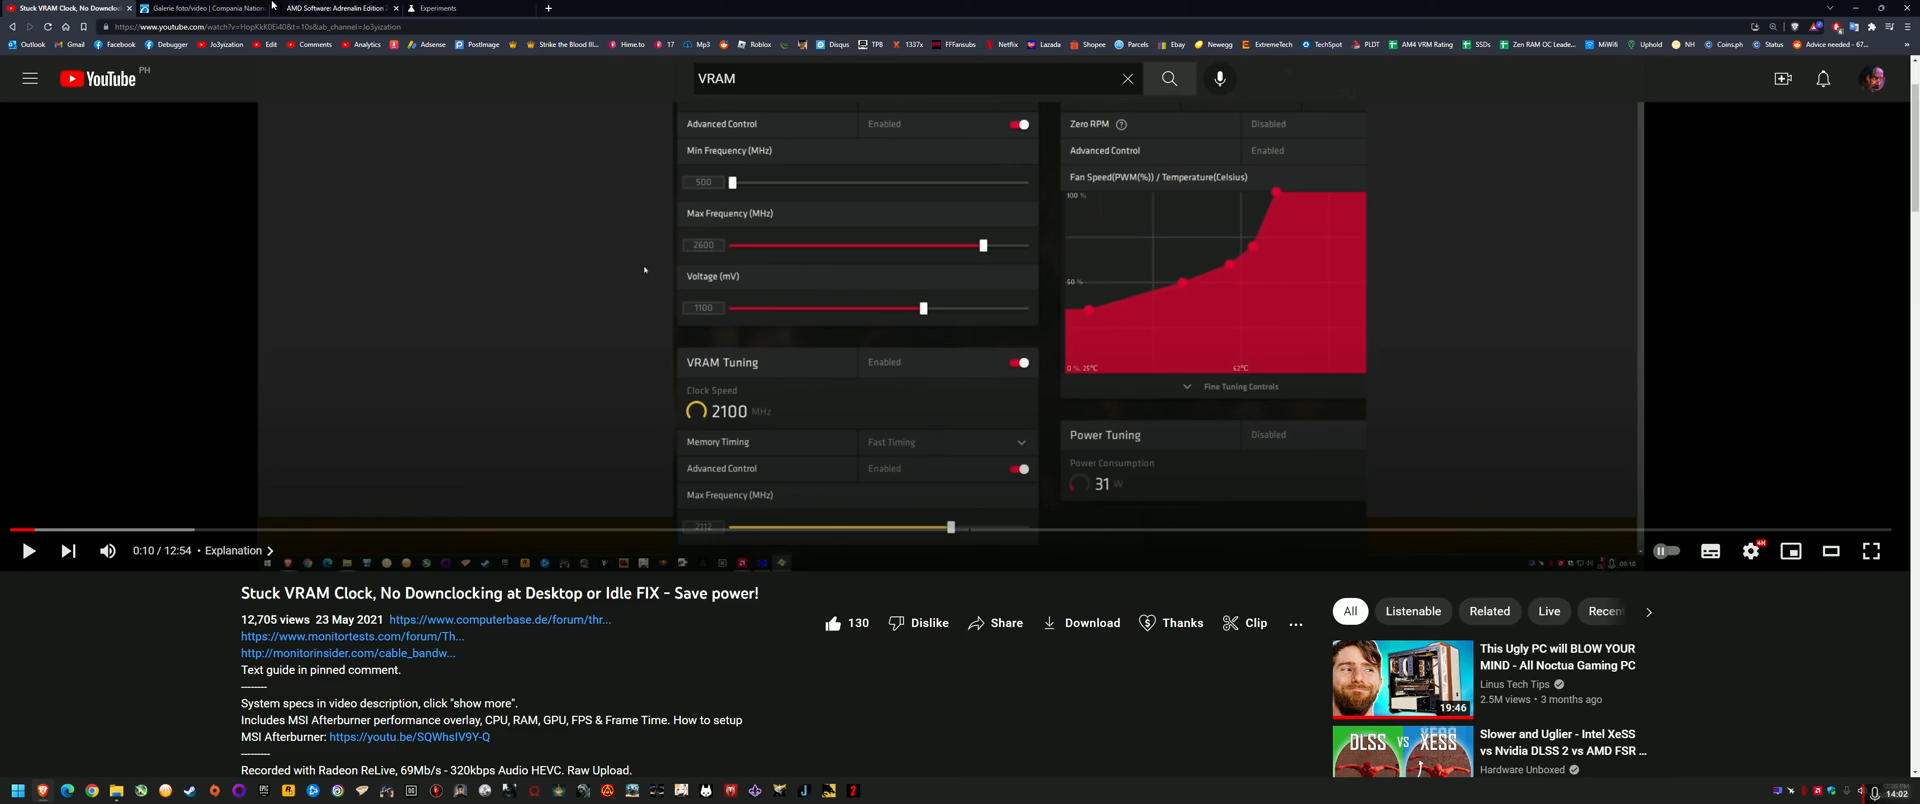 Stuck VRAM Clock, No Downcloc
Galerie foto/video | Compania Nation
AMD Software: Adrenalin Edition
Experiments
https://www.youtube.com/watch?v=HopKkK0Ei40&t=10s&ab_channel=Jo3yization
Outlook Gmail Facebook Debugger Jo3yization Edit Comments Analytics Adsense PostImage Strike the Blood III... Hime.to 17 Mp3 Roblox Disqus TPB 1337x FFFansubs Netflix Lazada Shopee Parcels Ebay Newegg ExtremeTech TechSpot PLDT AM4 VRM Rating SSDs Zen RAM OC Leade... MiWifi Uphold NH Coins.ph Status Advice needed - 67...
YouTube PH
VRAM
Advanced Control Enabled
Min Frequency (MHz)
500
Max Frequency (MHz)
2600
Voltage (mV)
1100
VRAM Tuning Enabled
Clock Speed
2100 MHz
Memory Timing Fast Timing
Advanced Control Enabled
Max Frequency (MHz)
2112
Zero RPM Disabled
Advanced Control Enabled
Fan Speed(PWM(%)) / Temperature(Celsius)
100 %
50 %
0 %, 25°C 62°C
Fine Tuning Controls
Power Tuning Disabled
Power Consumption
31 W
0:10 / 12:54 • Explanation
4K
Stuck VRAM Clock, No Downclocking at Desktop or Idle FIX - Save power!
12,705 views 23 May 2021 https://www.computerbase.de/forum/thr...
https://www.monitortests.com/forum/Th...
http://monitorinsider.com/cable_bandw...
Text guide in pinned comment.
---------
System specs in video description, click "show more".
Includes MSI Afterburner performance overlay, CPU, RAM, GPU, FPS & Frame Time. How to setup
MSI Afterburner: https://youtu.be/SQWhsIV9Y-Q
---------
Recorded with Radeon ReLive, 69Mb/s - 320kbps Audio HEVC. Raw Upload.
130 Dislike Share Download Thanks Clip ...
All Listenable Related Live Recen
This Ugly PC will BLOW YOUR
MIND - All Noctua Gaming PC
Linus Tech Tips
2.5M views • 3 months ago
19:46
Slower and Uglier - Intel XeSS
vs Nvidia DLSS 2 vs AMD FSR ...
Hardware Unboxed
DLSS VS XESS
14:02